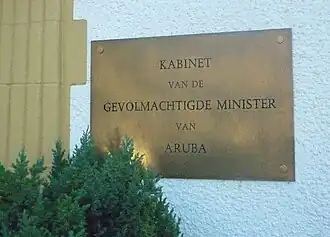 KABINET
VAN DE
GEVOLMACHTIGDE MINISTER
VAN
ARUBA